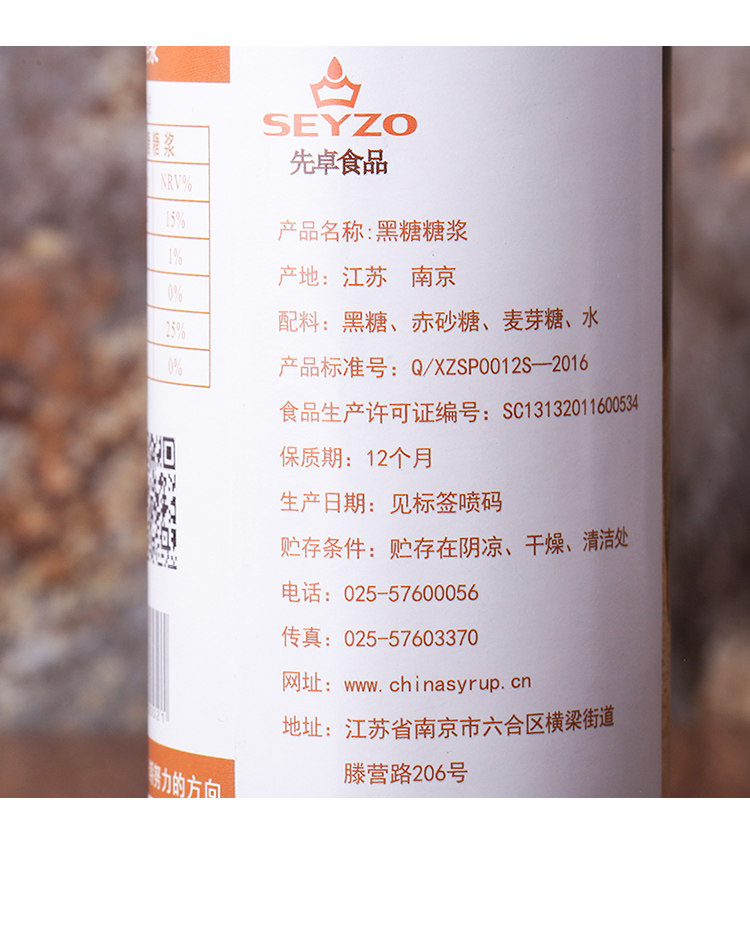 糖浆
NRV%
15%
1%
0%
25%
0%
努力的方向
SEYZO
先卓食品
产品名称:黑糖糖浆
产地：江苏 南京
配料：黑糖、赤砂糖、麦芽糖、水
产品标准号：Q/XZSP0012S—2016
食品生产许可证编号：SC13132011600534
保质期：12个月
生产日期：见标签喷码
贮存条件：贮存在阴凉、干燥、清洁处
电话：025-57600056
传真：025-57603370
网址：www.chinasyrup.cn
地址：江苏省南京市六合区横梁街道
滕营路206号